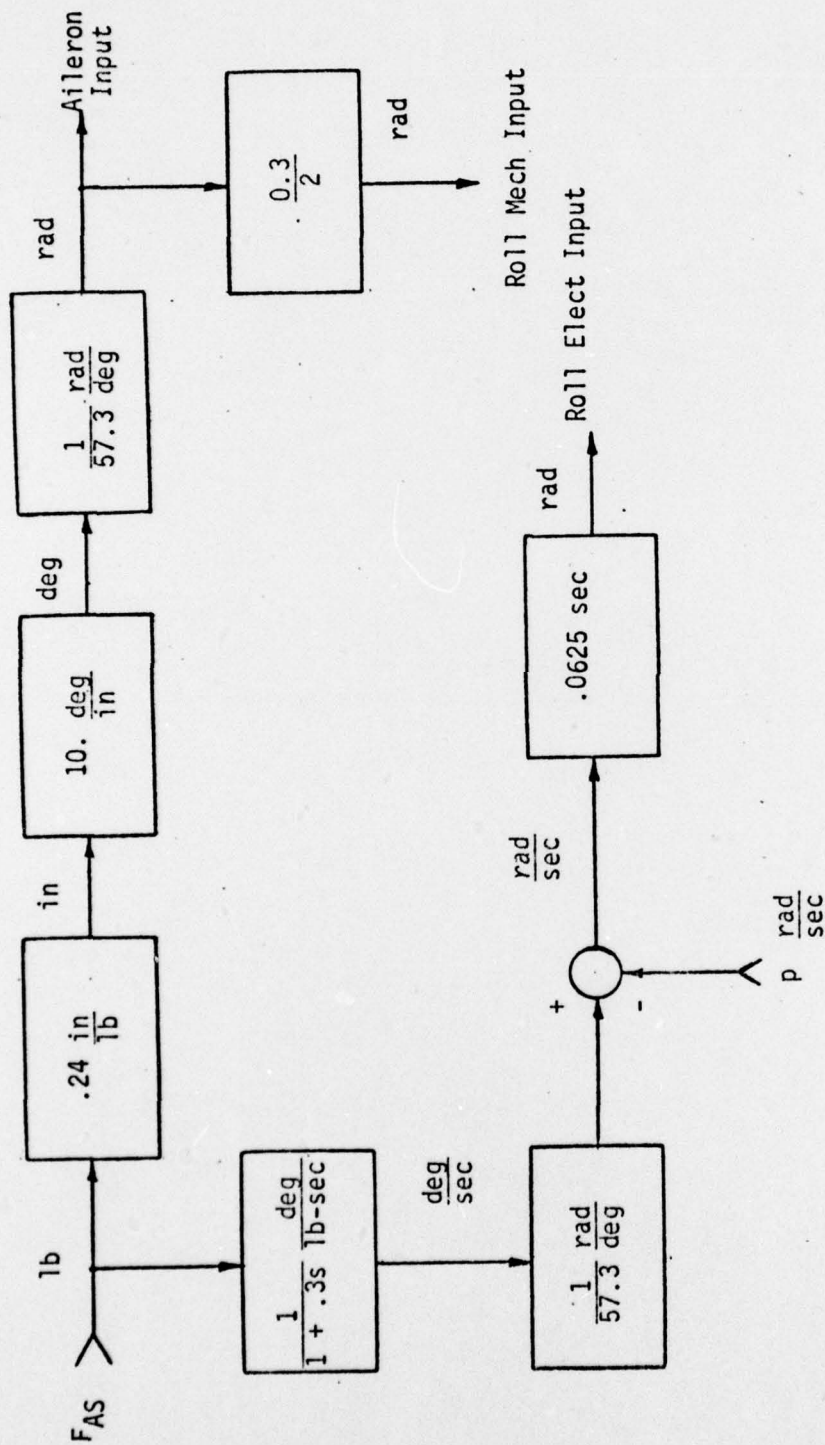 F_AS
lb
.24 in/lb
in
10. deg/in
deg
1/57.3 rad/deg
rad
Aileron
Input
0.3/2
rad
Roll Mech Input
1/(1 + .3s) deg/lb-sec
deg/sec
1/57.3 rad/deg
+
-
p rad/sec
rad/sec
.0625 sec
rad
Roll Elect Input